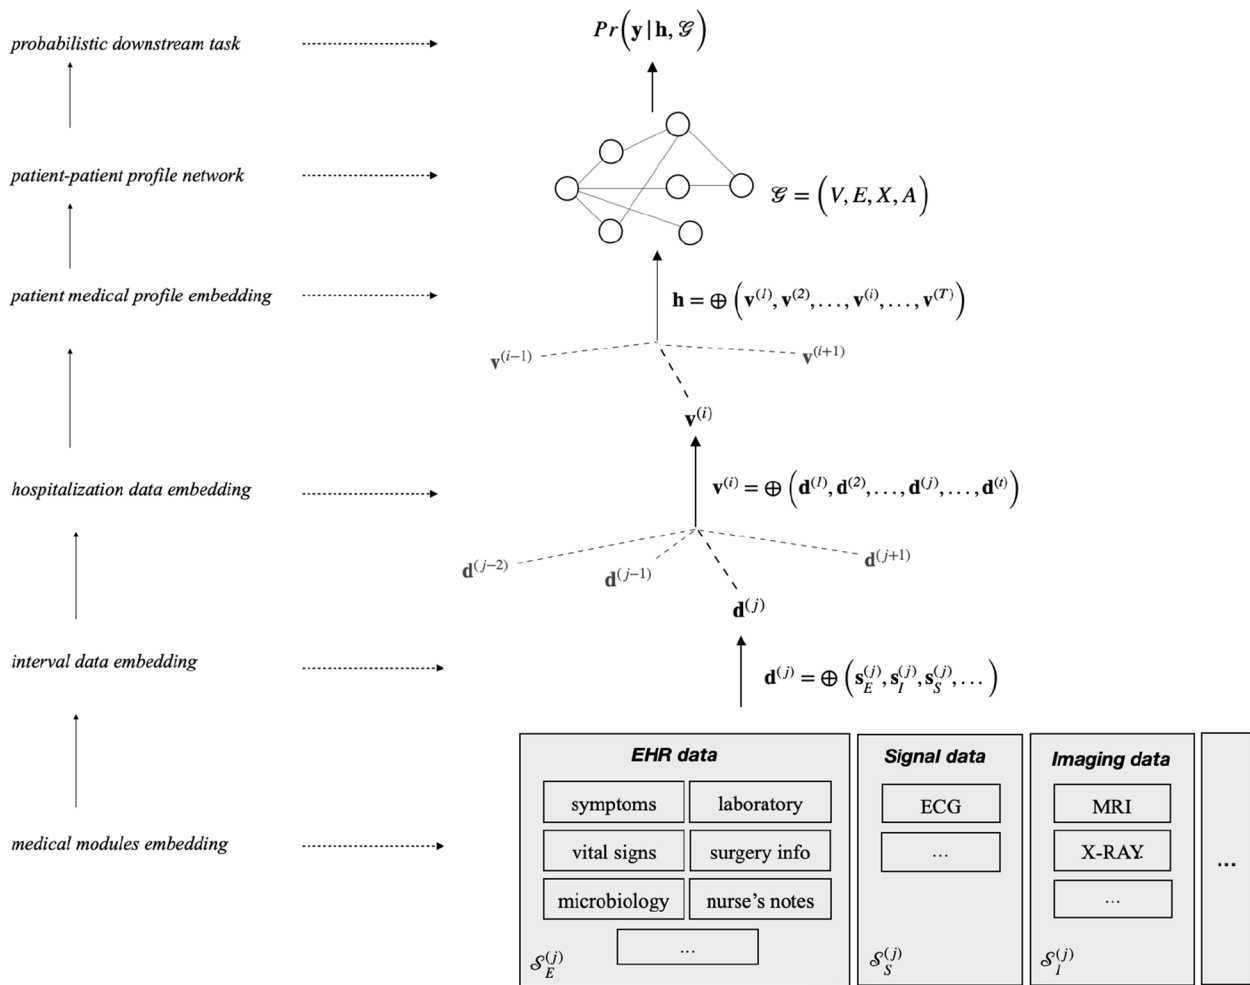 probabilistic downstream task
Pr(y|h, 𝒢)
patient-patient profile network
𝒢 = (V, E, X, A)
patient medical profile embedding
h = ⊕ (v^(1), v^(2), . . . , v^(i), . . . , v^(T))
v^(i−1)
v^(i+1)
v^(i)
hospitalization data embedding
v^(i) = ⊕ (d^(1), d^(2), . . . , d^(j), . . . , d^(t))
d^(j−2)
d^(j−1)
d^(j+1)
d^(j)
interval data embedding
d^(j) = ⊕ (s_E^(j), s_I^(j), s_S^(j), . . . )
medical modules embedding
EHR data
symptoms
laboratory
vital signs
surgery info
microbiology
nurse’s notes
...
𝒮_E^(j)
Signal data
ECG
...
𝒮_S^(j)
Imaging data
MRI
X-RAY
...
𝒮_I^(j)
...